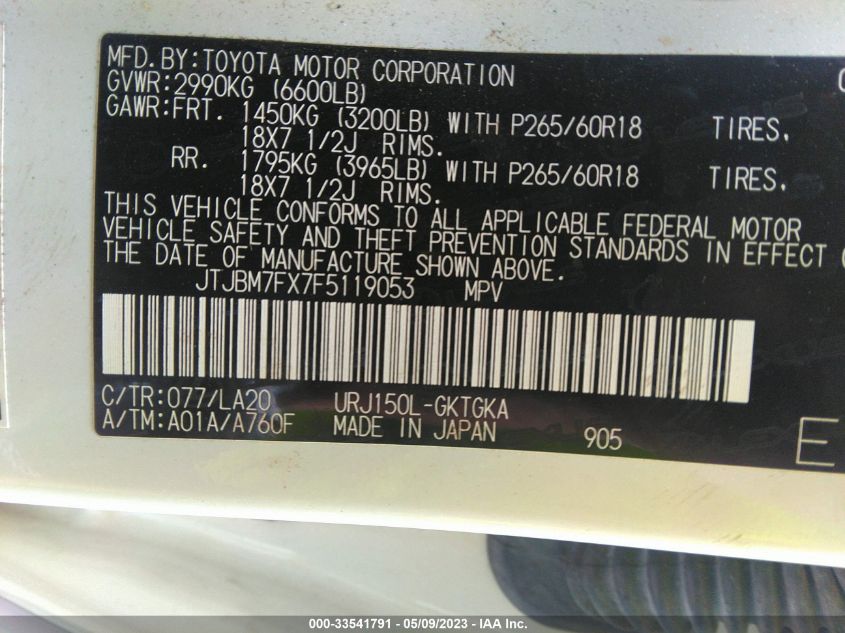 MFD.BY:TOYOTA MOTOR CORPORATION
GVWR:2990KG (6600LB)
GAWR:FRT. 1450KG (3200LB) WITH P265/60R18 TIRES,
18X7 1/2J RIMS.
RR. 1795KG (3965LB) WITH P265/60R18 TIRES,
18X7 1/2J RIMS.
THIS VEHICLE CONFORMS TO ALL APPLICABLE FEDERAL MOTOR
VEHICLE SAFETY AND THEFT PREVENTION STANDARDS IN EFFECT
THE DATE OF MANUFACTURE SHOWN ABOVE.
JTJBM7FX7F5119053 MPV
C/TR:077/LA20 URJ150L-GKTGKA
A/TM:A01A/A760F MADE IN JAPAN 905
E
000-33541791 - 05/09/2023 - IAA Inc.